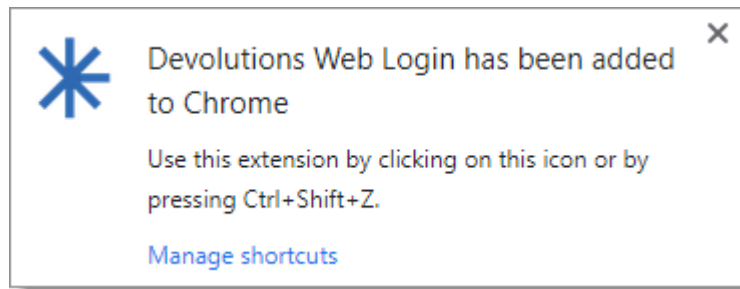 Devolutions Web Login has been added
to Chrome
Use this extension by clicking on this icon or by
pressing Ctrl+Shift+Z.
Manage shortcuts